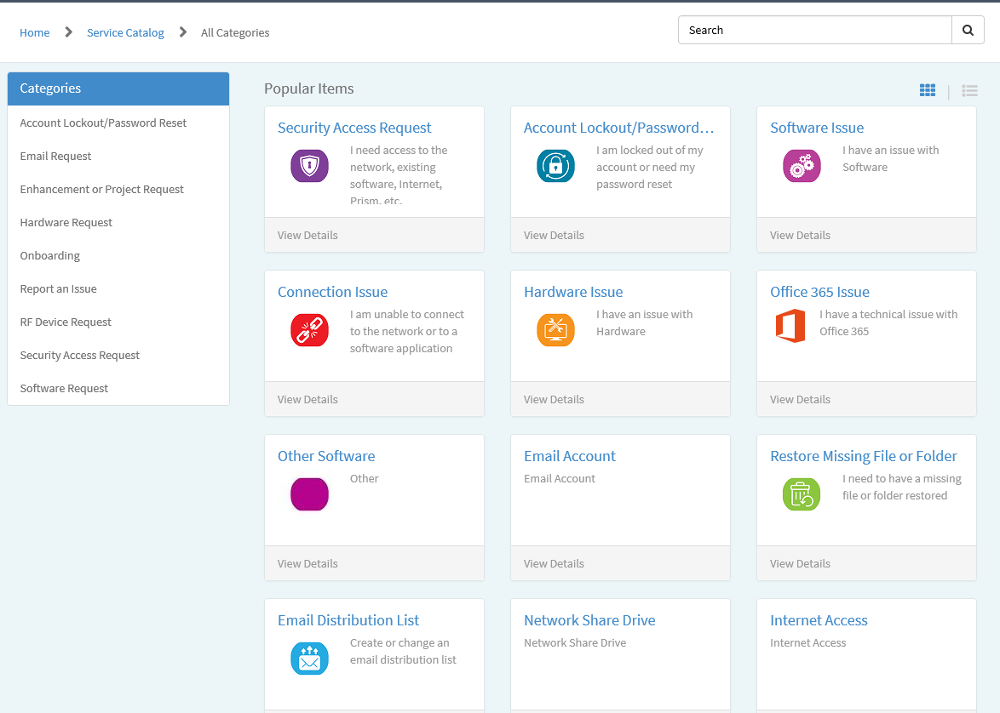 Home
Service Catalog
All Categories
Search
Categories
Account Lockout/Password Reset
Email Request
Enhancement or Project Request
Hardware Request
Onboarding
Report an Issue
RF Device Request
Security Access Request
Software Request
Popular Items
Security Access Request
I need access to the
network, existing
software, Internet,
Prism, etc.
View Details
Account Lockout/Password…
I am locked out of my
account or need my
password reset
View Details
Software Issue
I have an issue with
Software
View Details
Connection Issue
I am unable to connect
to the network or to a
software application
View Details
Hardware Issue
I have an issue with
Hardware
View Details
Office 365 Issue
I have a technical issue with
Office 365
View Details
Other Software
Other
View Details
Email Account
Email Account
View Details
Restore Missing File or Folder
I need to have a missing
file or folder restored
View Details
Email Distribution List
Create or change an
email distribution list
Network Share Drive
Network Share Drive
Internet Access
Internet Access